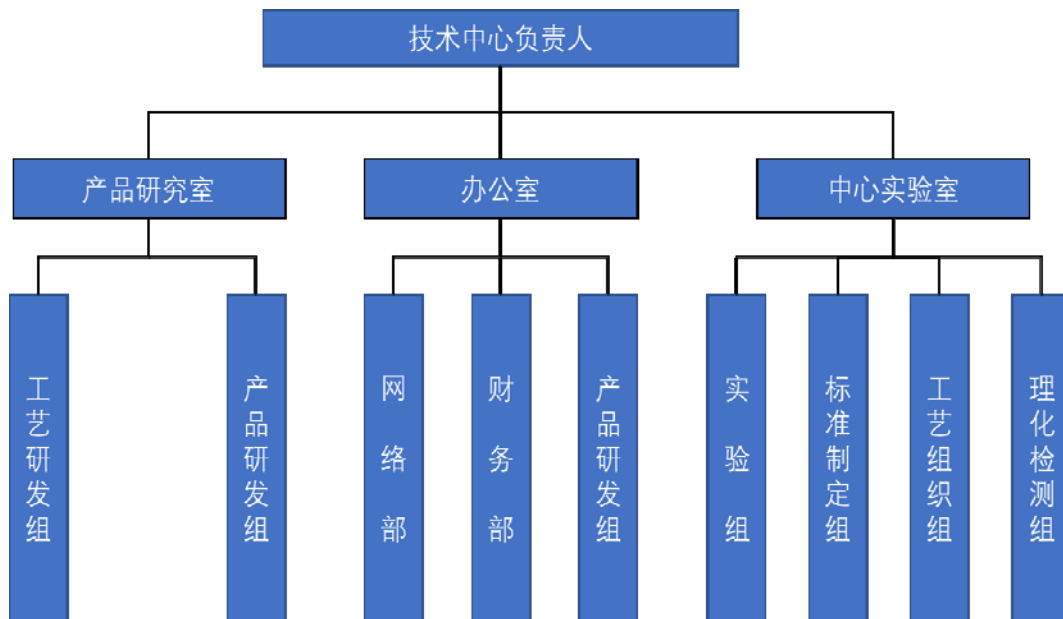 技术中心负责人
产品研究室
办公室
中心实验室
工艺研发组
产品研发组
网络部
财务部
产品研发组
实验组
标准制定组
工艺组织组
理化检测组